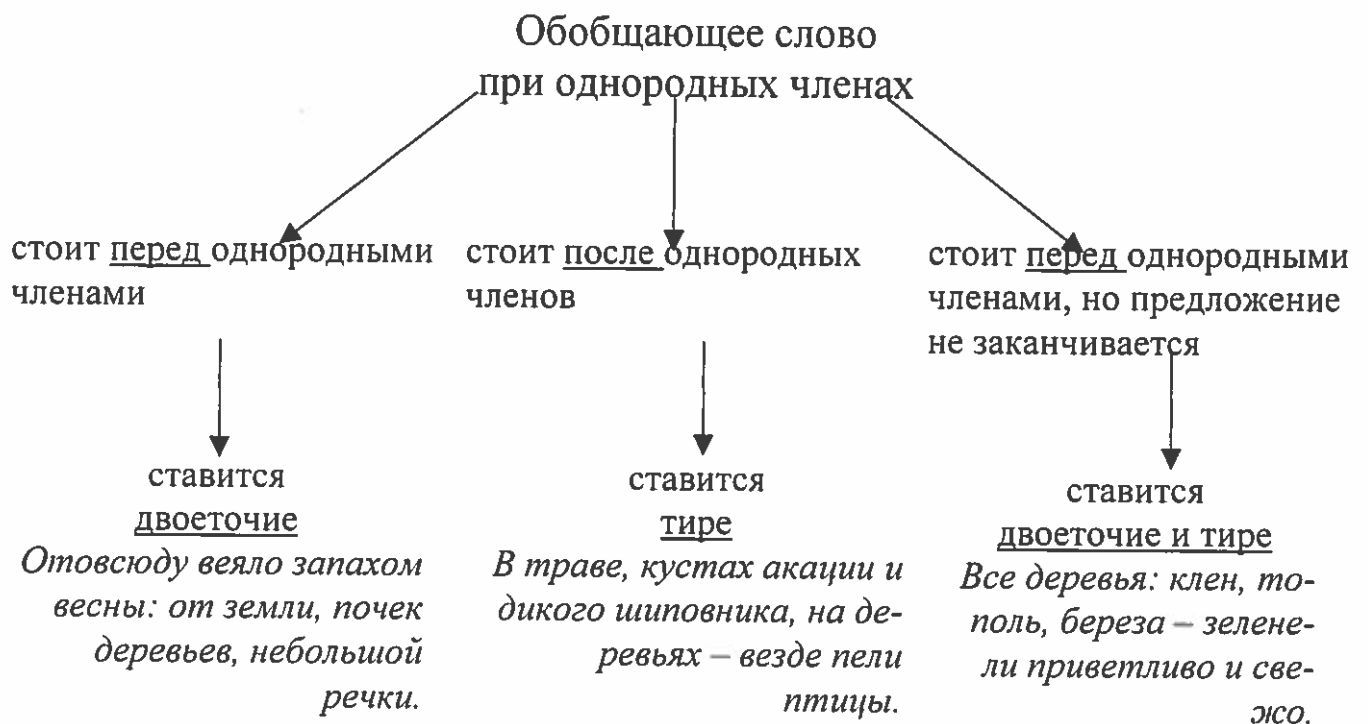 Обобщающее слово
при однородных членах
стоит перед однородными
членами
стоит после однородных
членов
стоит перед однородными
членами, но предложение
не заканчивается
ставится
двоеточие
Отовсюду веяло запахом
весны: от земли, почек
деревьев, небольшой
речки.
ставится
тире
В траве, кустах акации и
дикого шиповника, на де-
ревьях – везде пели
птицы.
ставится
двоеточие и тире
Все деревья: клен, то-
поль, береза – зелене-
ли приветливо и све-
жо.